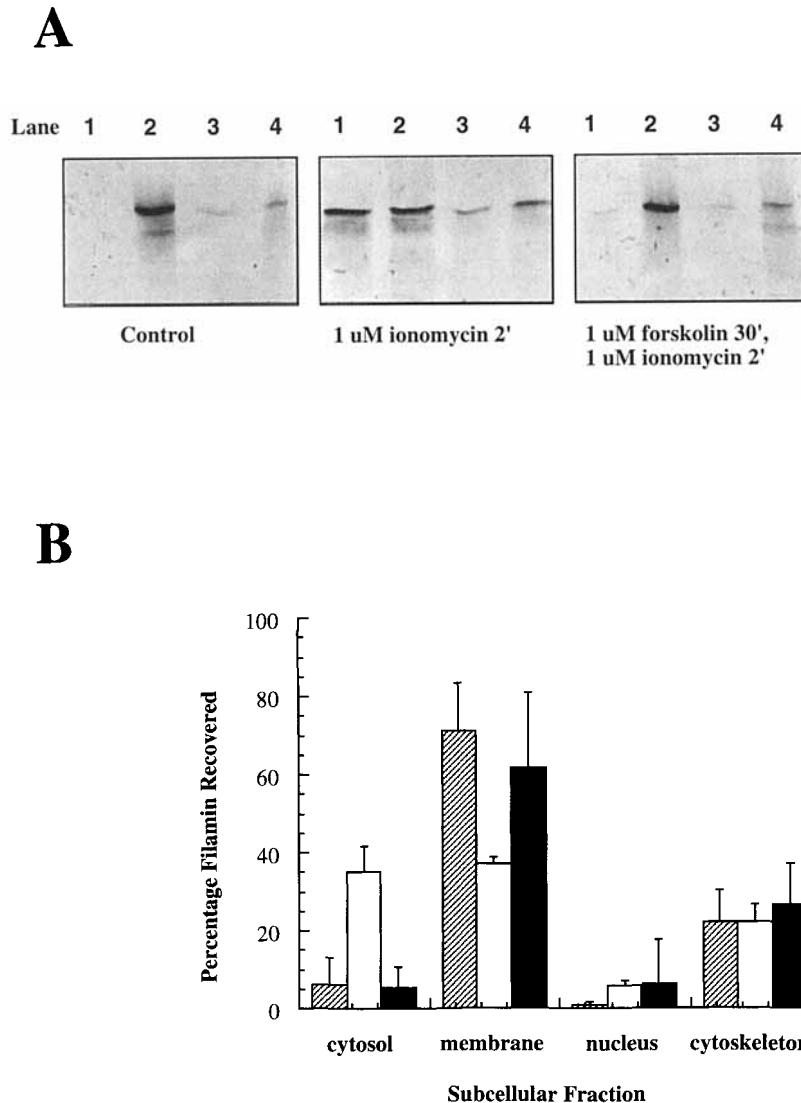 A
Lane 1 2 3 4 1 2 3 4 1 2 3 4
Control
1 uM ionomycin 2'
1 uM forskolin 30',
1 uM ionomycin 2'
B
Percentage Filamin Recovered
100
80
60
40
20
0
cytosol membrane nucleus cytoskeleton
Subcellular Fraction